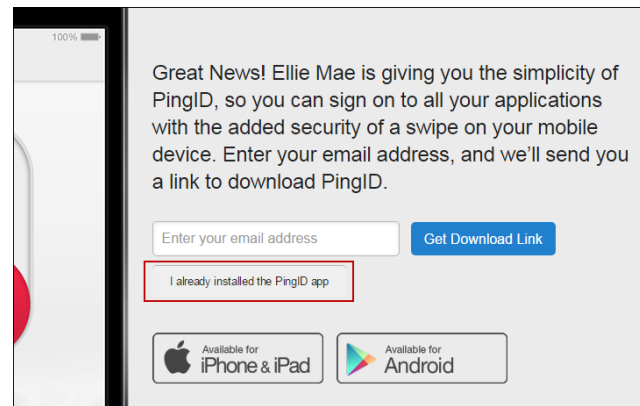 100%
Great News! Ellie Mae is giving you the simplicity of
PingID, so you can sign on to all your applications
with the added security of a swipe on your mobile
device. Enter your email address, and we'll send you
a link to download PingID.
Enter your email address
Get Download Link
I already installed the PingID app
Available for
iPhone & iPad
Available for
Android